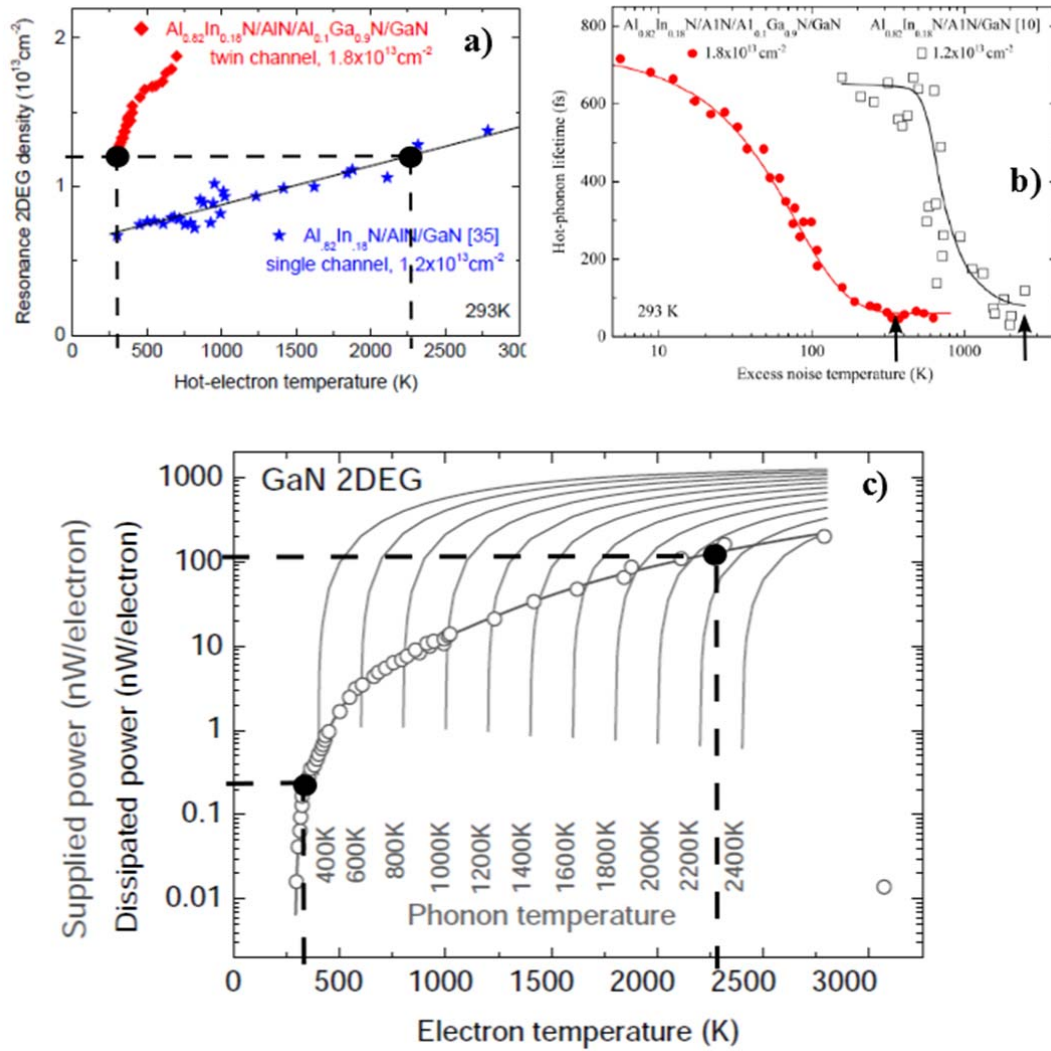 a)
Al0.82In0.18N/AlN/Al0.1Ga0.9N/GaN
twin channel, 1.8x10^13cm^-2
Al.82In.18N/AlN/GaN [35]
single channel, 1.2x10^13cm^-2
293K
2
1
0
Resonance 2DEG density (10^13cm^-2)
0 500 1000 1500 2000 2500 300
Hot-electron temperature (K)
b)
Al0.82In0.18N/A1N/A10.1Ga0.9N/GaN
1.8x10^13cm^-2
Al0.82In0.18N/A1N/GaN [10]
1.2x10^13cm^-2
800
600
400
200
0
Hot-phonon lifetime (fs)
293 K
10 100 1000
Excess noise temperature (K)
c)
GaN 2DEG
1000
100
10
1
0.1
0.01
Supplied power (nW/electron)
Dissipated power (nW/electron)
400K
600K
800K
1000K
1200K
1400K
1600K
1800K
2000K
2200K
2400K
Phonon temperature
0 500 1000 1500 2000 2500 3000
Electron temperature (K)